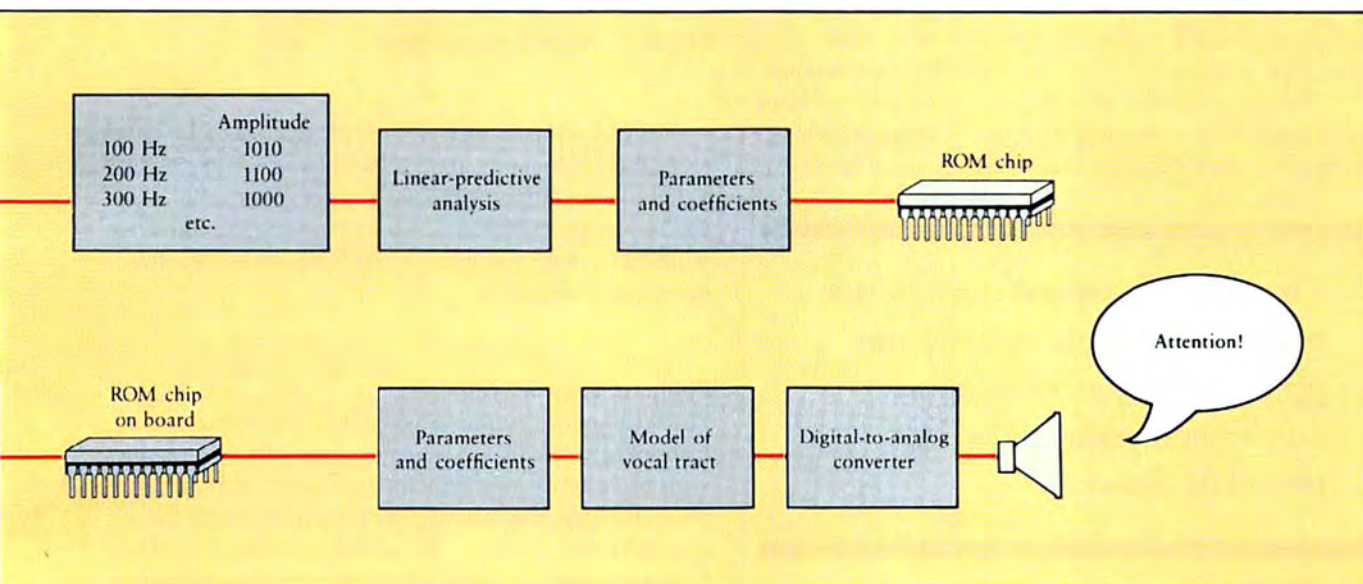 Amplitude
100 Hz 1010
200 Hz 1100
300 Hz 1000
etc.
Linear-predictive
analysis
Parameters
and coefficients
ROM chip
ROM chip
on board
Parameters
and coefficients
Model of
vocal tract
Digital-to-analog
converter
Attention!